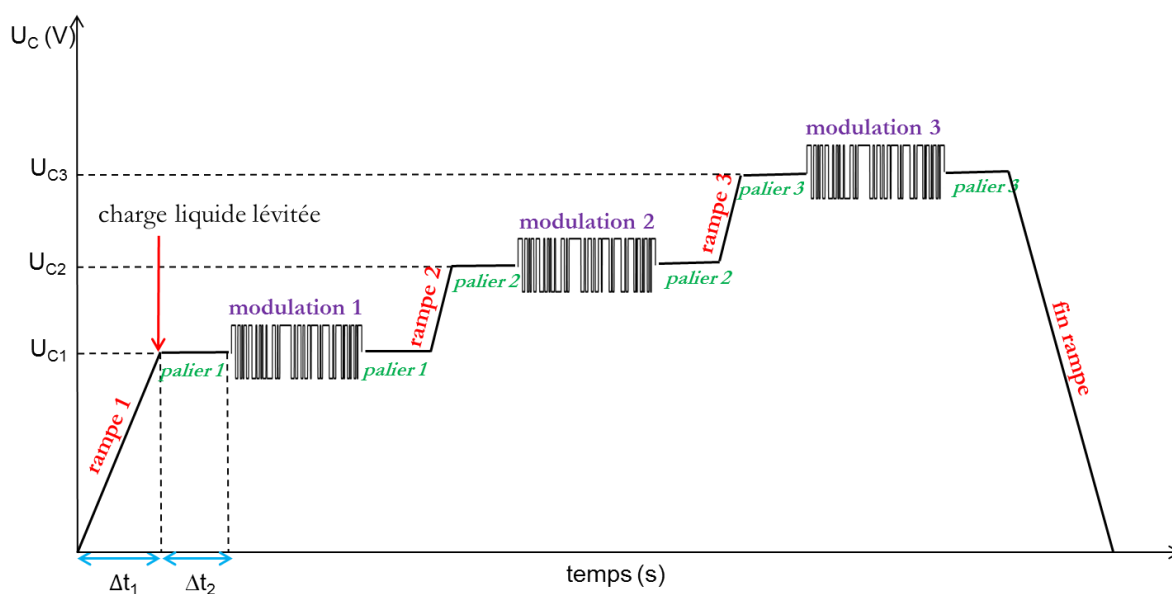 U_C (V)
modulation 3
U_C3
palier 3
palier 3
rampe 3
charge liquide lévitée
modulation 2
U_C2
palier 2
palier 2
rampe 2
modulation 1
U_C1
palier 1
palier 1
rampe 1
fin rampe
temps (s)
Δt₁
Δt₂